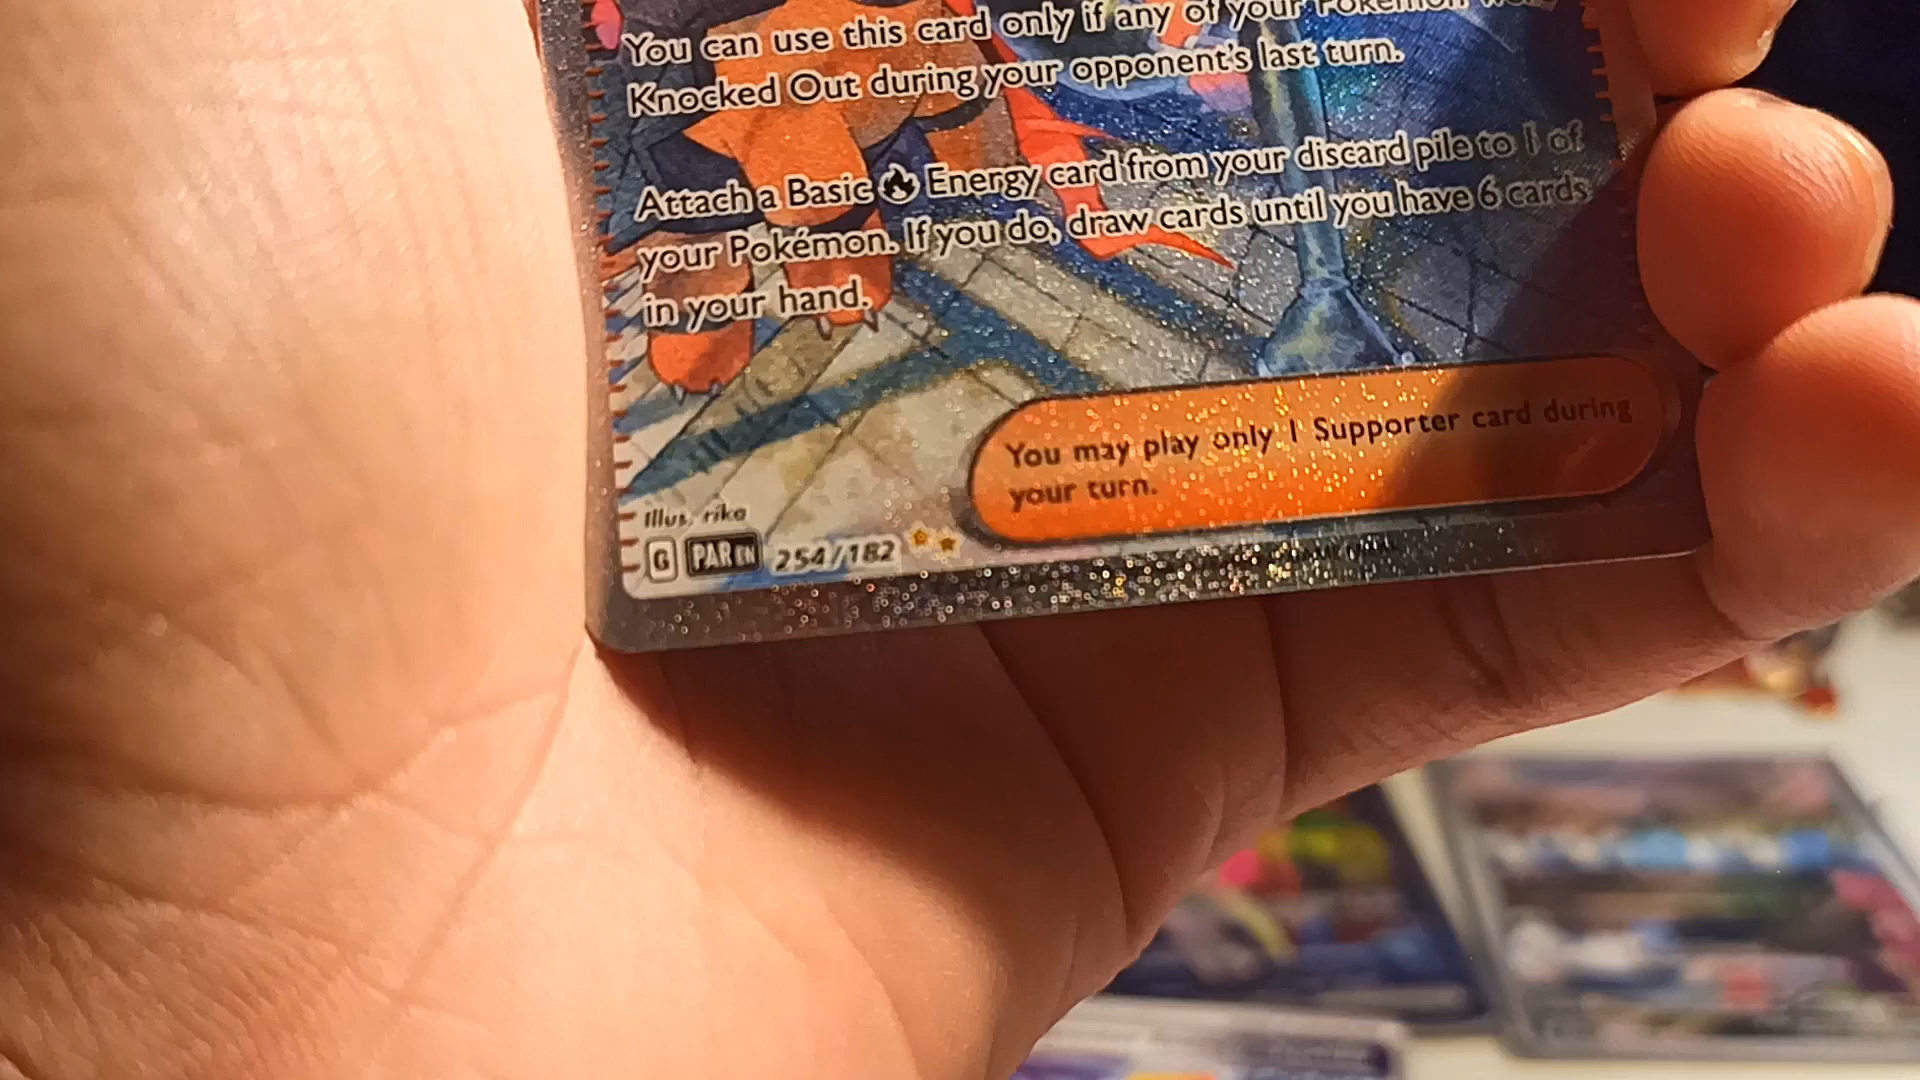 You can use this card only if any of your Pokémon were
Knocked Out during your opponent's last turn.
Attach a Basic Energy card from your discard pile to 1 of
your Pokémon. If you do, draw cards until you have 6 cards
in your hand.
You may play only 1 Supporter card during
your turn.
Illus. rika
G PAR EN 254/182